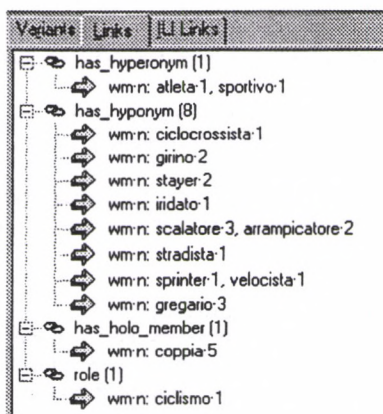 Variants Links ILI Links
has_hyperonym (1)
wm-n: atleta-1, sportivo-1
has_hyponym (8)
wm-n: ciclocrossista-1
wm-n: girino-2
wm-n: stayer-2
wm-n: iridato-1
wm-n: scalatore-3, arrampicatore-2
wm-n: stradista-1
wm-n: sprinter-1, velocista-1
wm-n: gregario-3
has_holo_member (1)
wm-n: coppia-5
role (1)
wm-n: ciclismo-1